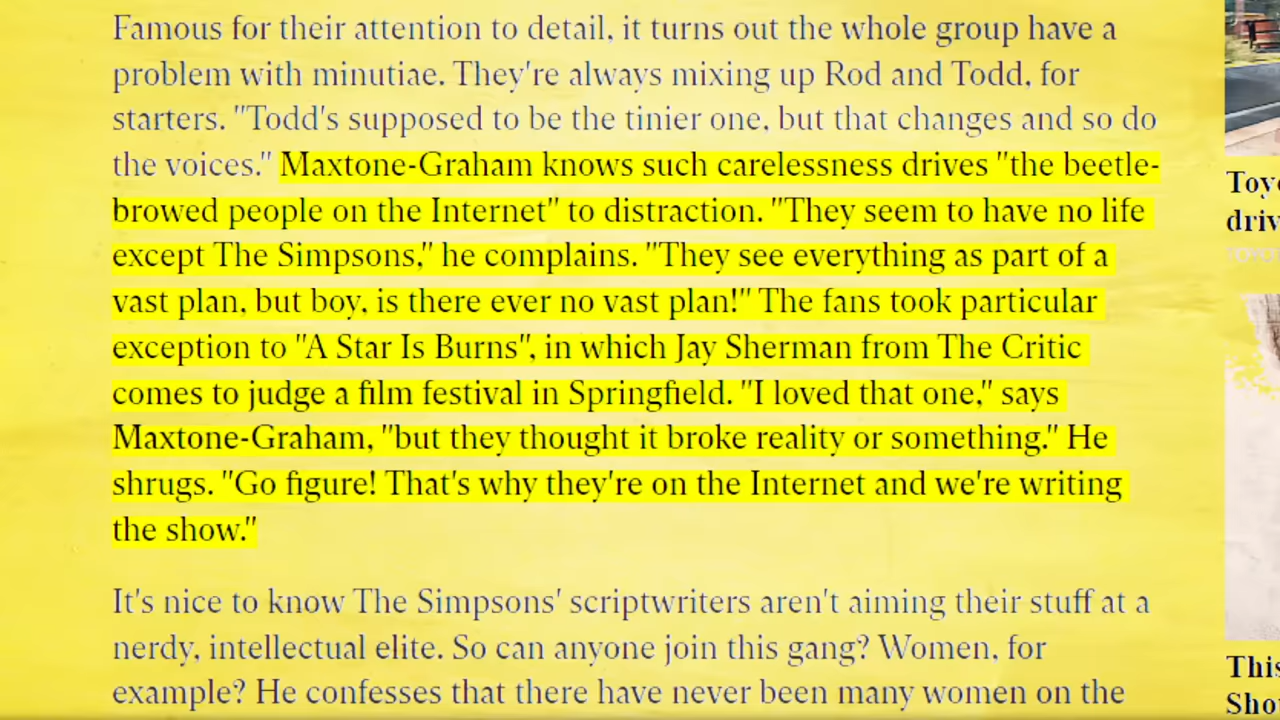 Famous for their attention to detail, it turns out the whole group have a
problem with minutiae. They're always mixing up Rod and Todd, for
starters. "Todd's supposed to be the tinier one, but that changes and so do
the voices." Maxtone-Graham knows such carelessness drives "the beetle-
browed people on the Internet" to distraction. "They seem to have no life
except The Simpsons," he complains. "They see everything as part of a
vast plan, but boy, is there ever no vast plan!" The fans took particular
exception to "A Star Is Burns", in which Jay Sherman from The Critic
comes to judge a film festival in Springfield. "I loved that one," says
Maxtone-Graham, "but they thought it broke reality or something." He
shrugs. "Go figure! That's why they're on the Internet and we're writing
the show."
It's nice to know The Simpsons' scriptwriters aren't aiming their stuff at a
nerdy, intellectual elite. So can anyone join this gang? Women, for
example? He confesses that there have never been many women on the
This